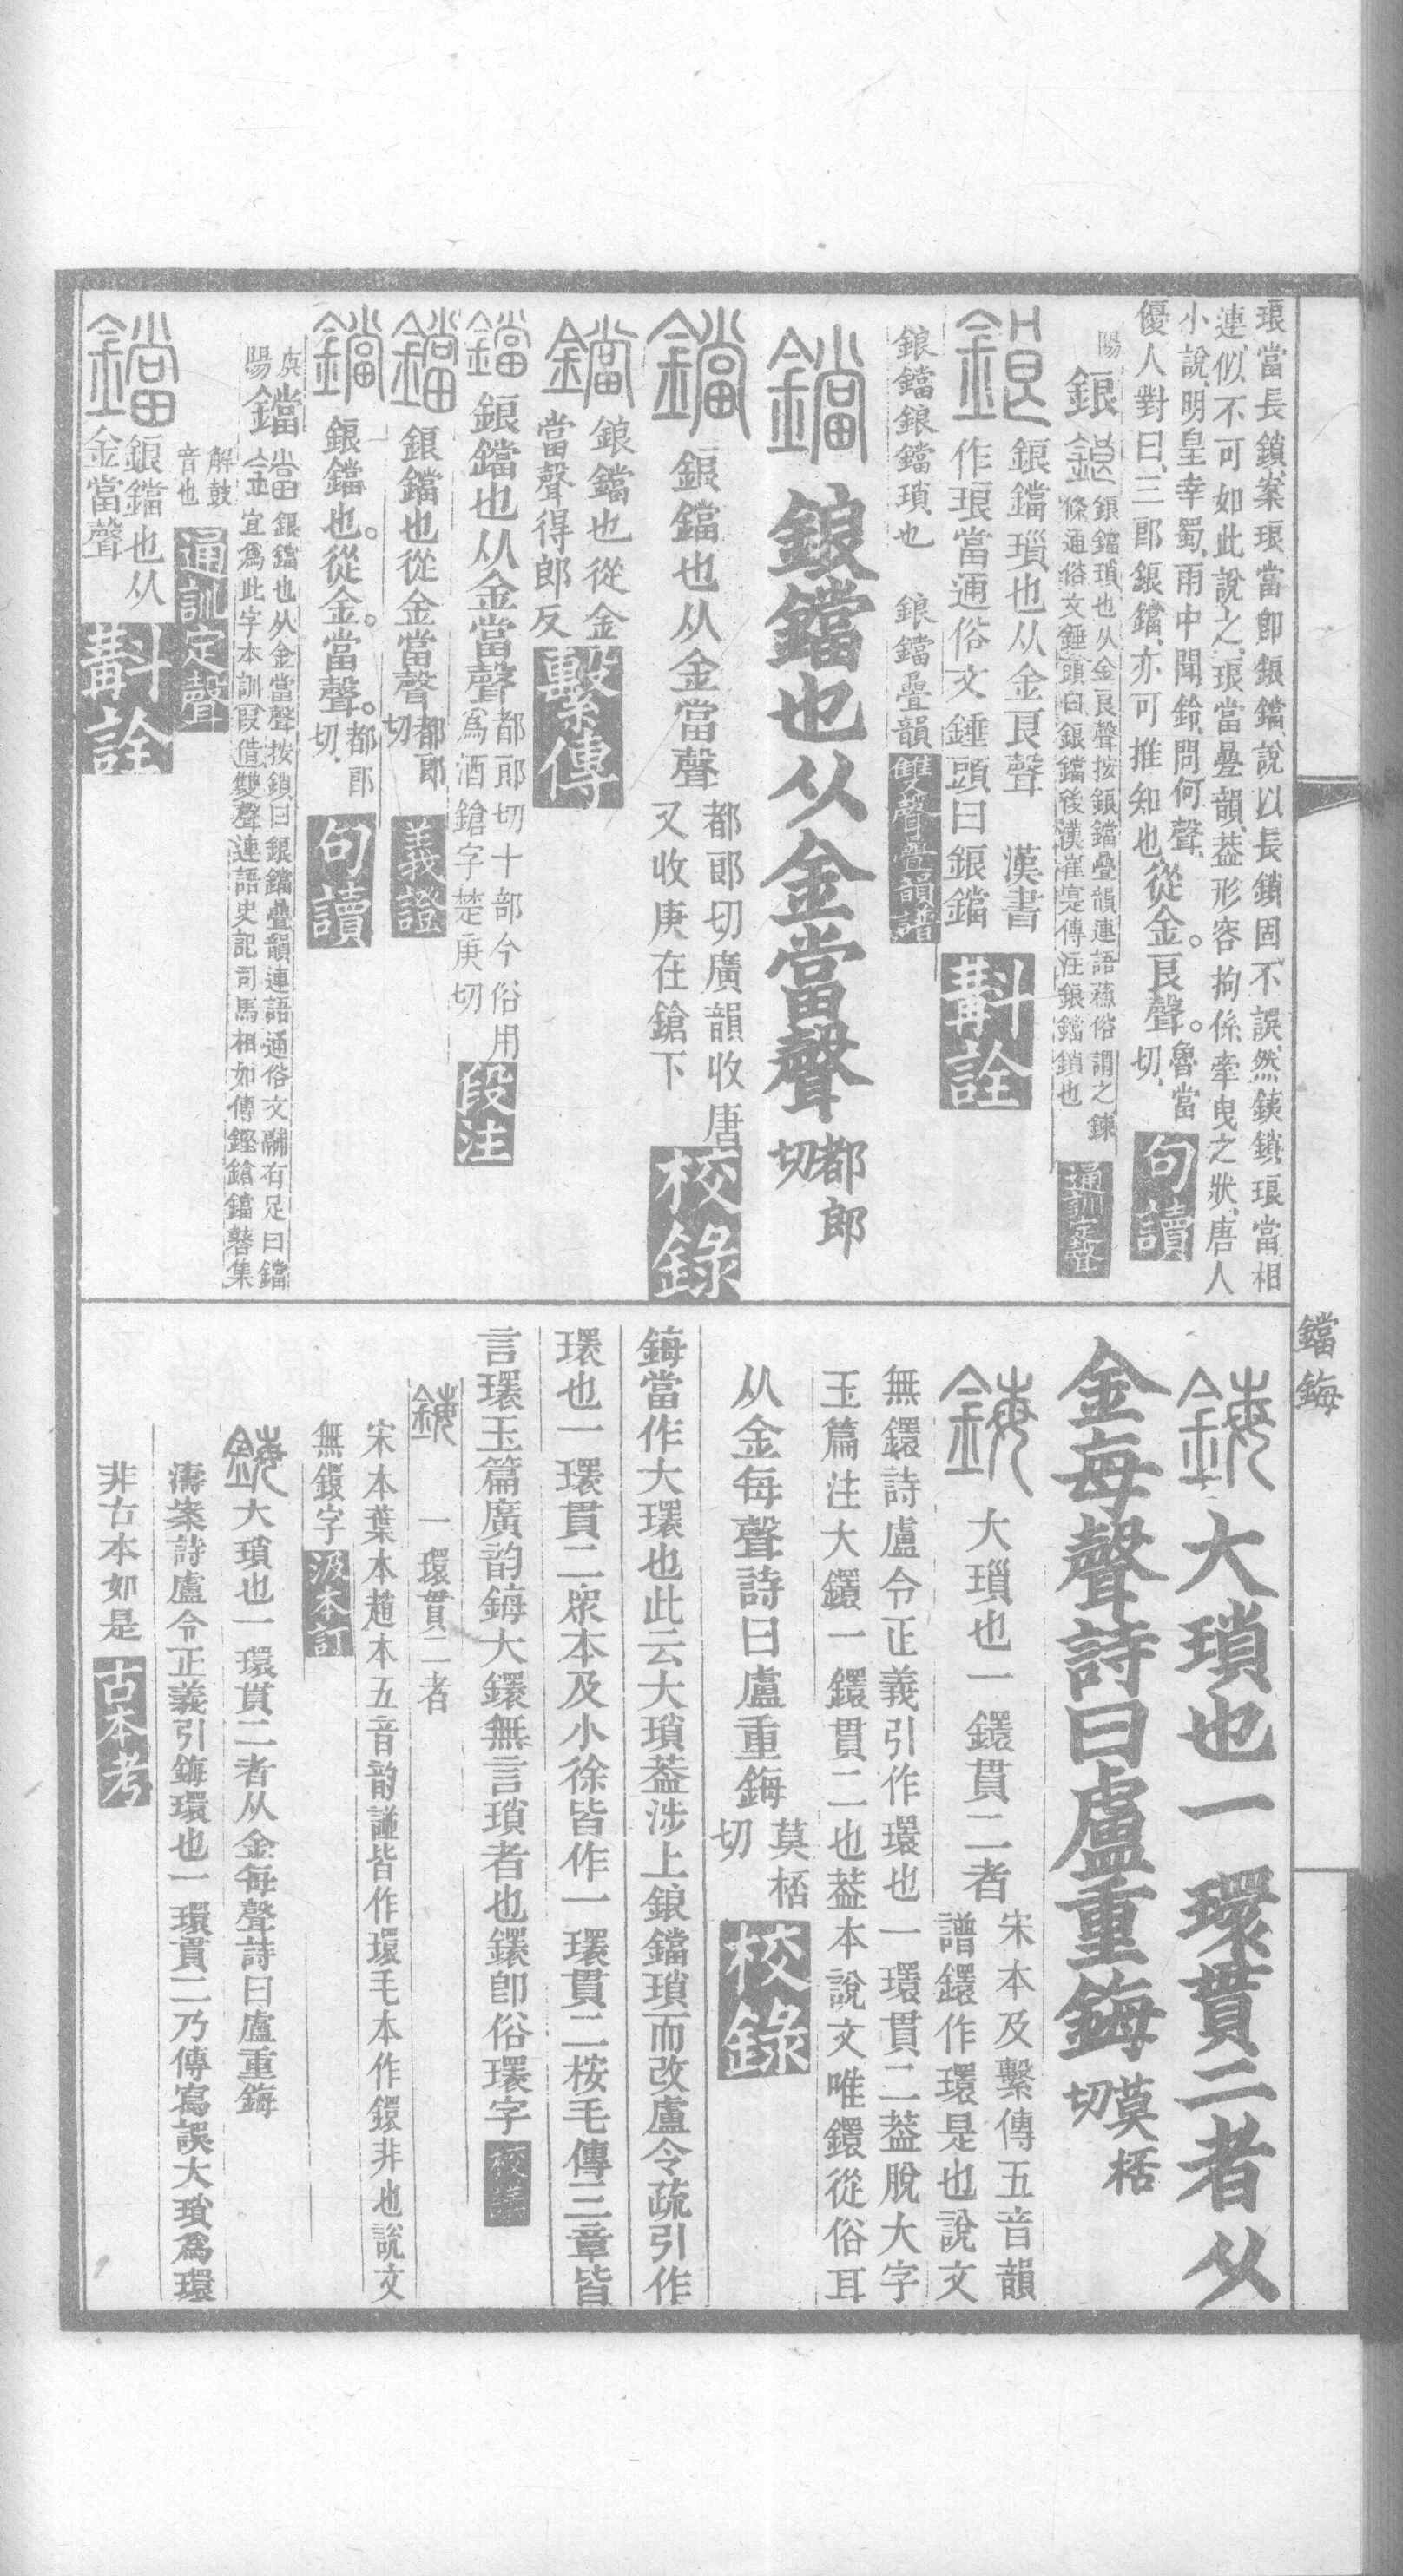 琅當長鎖案琅當卽鋃鐺說以長鎖固不誤然銕鎖琅當相
連似不可如此說之琅當疊韻葢形容拘係牽曳之狀唐人
小說明皇幸蜀雨中聞鈴問何聲
優人對曰三郎鋃鐺亦可推知也從金。良聲。魯當切 句讀
陽 鋃 鋃鐺瑣也从金良聲按鋃鐺疊韻連語蘇俗謂之鍊
條通俗文錘頭曰鋃鐺後漢崔寔傳注鋃鐺鎖也 通訓定聲
鋃鐺瑣也从金良聲 漢書
作琅當通俗文錘頭曰鋃鐺 斠詮
鋃鐺鋃鐺瑣也 鋃鐺疊韻 雙聲疊韻譜
鋃鐺也从金當聲 都郎切
鋃鐺也从金當聲 都郎切廣韻收唐
又收庚在鎗下 校錄
鋃鐺也從金
當聲得郎反 繫傳
鋃鐺也从金當聲 都郎切十部今俗用
爲酒鎗字楚庚切 段注
鋃鐺也從金當聲 都郎切 義證
鋃鐺也。從金。當聲。都郎切 句讀
陽 鐺 鋃鐺也从金當聲按鎖曰鋃鐺疊韻連語通俗文鬴有足曰鐺
宜爲此字本訓叚借雙聲連語史記司馬相如傳鏗鎗鐺鼛集
解鼓
音也 通訓定聲
鋃鐺也从
金當聲 斠詮
鐺 鋂
大瑣也一環貫二者从
金每聲詩曰盧重鋂 莫桮切
大瑣也一鐶貫二者 宋本及繫傳五音韻
譜鐶作環是也說文
無鐶詩盧令正義引作環也一環貫二葢脫大字
玉篇注大鐶一鐶貫二也葢本說文唯鐶從俗耳
从金每聲詩曰盧重鋂 莫桮切 校錄
鋂當作大環也此云大瑣葢涉上鋃鐺瑣而改盧令疏引作
環也一環貫二衆本及小徐皆作一環貫二桉毛傳三章皆
言環玉篇廣韵鋂大鐶無言瑣者也鐶卽俗環字 校議
一環貫二者
宋本葉本趙本五音韵譜皆作環毛本作鐶非也說文
無鐶字 汲本訂
大瑣也一環貫二者从金每聲詩曰盧重鋂
濤案詩盧令正義引鋂環也一環貫二乃傳寫誤大瑣爲環
非古本如是 古本考